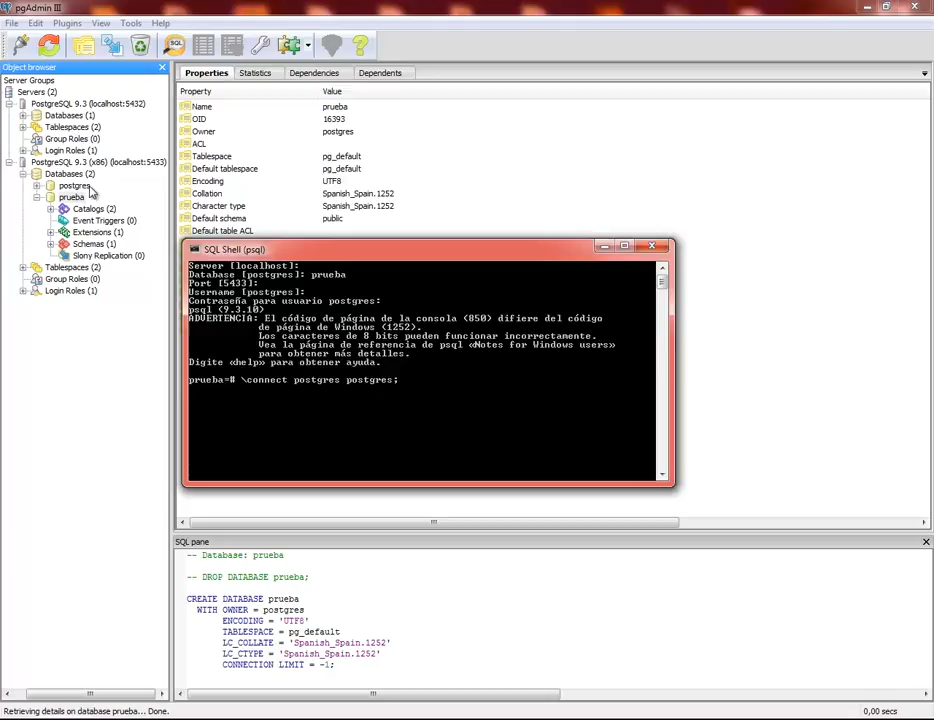 pgAdmin III
File Edit Plugins View Tools Help
SQL
Object browser
Server Groups
Servers (2)
PostgreSQL 9.3 (localhost:5432)
Databases (1)
Tablespaces (2)
Group Roles (0)
Login Roles (1)
PostgreSQL 9.3 (x86) (localhost:5433)
Databases (2)
postgres
prueba
Catalogs (2)
Event Triggers (0)
Extensions (1)
Schemas (1)
Slony Replication (0)
Tablespaces (2)
Group Roles (0)
Login Roles (1)
Properties Statistics Dependencies Dependents
Property Value
Name prueba
OID 16393
Owner postgres
ACL
Tablespace pg_default
Default tablespace pg_default
Encoding UTF8
Collation Spanish_Spain.1252
Character type Spanish_Spain.1252
Default schema public
Default table ACL
SQL Shell (psql)
Server [localhost]:
Database [postgres]: prueba
Port [5433]:
Username [postgres]:
Contraseña para usuario postgres:
psql (9.3.10)
ADVERTENCIA: El código de página de la consola (850) difiere del código
de página de Windows (1252).
Los caracteres de 8 bits pueden funcionar incorrectamente.
Vea la página de referencia de psql «Notes for Windows users»
para obtener más detalles.
Digite «help» para obtener ayuda.
prueba=# \connect postgres postgres;
SQL pane
-- Database: prueba
-- DROP DATABASE prueba;
CREATE DATABASE prueba
WITH OWNER = postgres
ENCODING = 'UTF8'
TABLESPACE = pg_default
LC_COLLATE = 'Spanish_Spain.1252'
LC_CTYPE = 'Spanish_Spain.1252'
CONNECTION LIMIT = -1;
Retrieving details on database prueba... Done. 0,00 secs